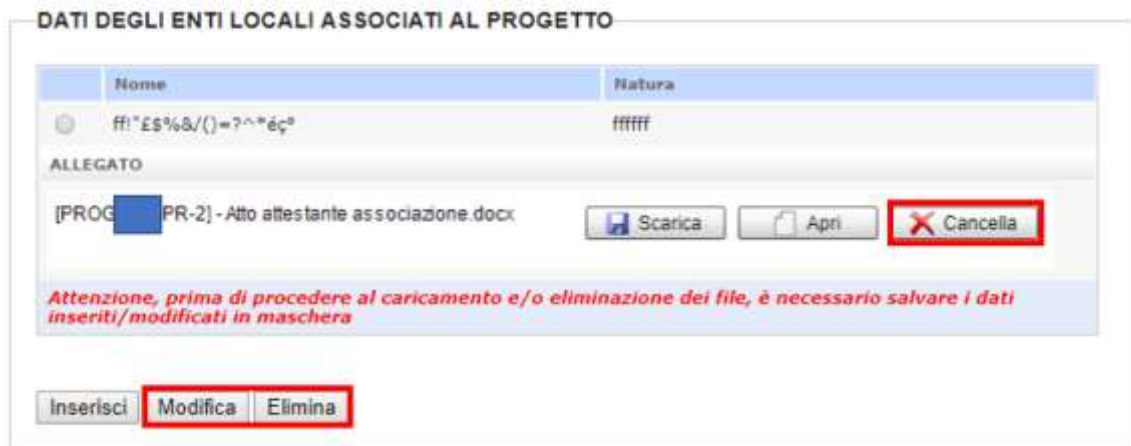 DATI DEGLI ENTI LOCALI ASSOCIATI AL PROGETTO
Nome Natura
ff!"£$%&/()=?^*éç° ffffff
ALLEGATO
[PROG PR-2] - Atto attestante associazione.docx Scarica Apri Cancella
Attenzione, prima di procedere al caricamento e/o eliminazione dei file, è necessario salvare i dati
inseriti/modificati in maschera
Inserisci Modifica Elimina